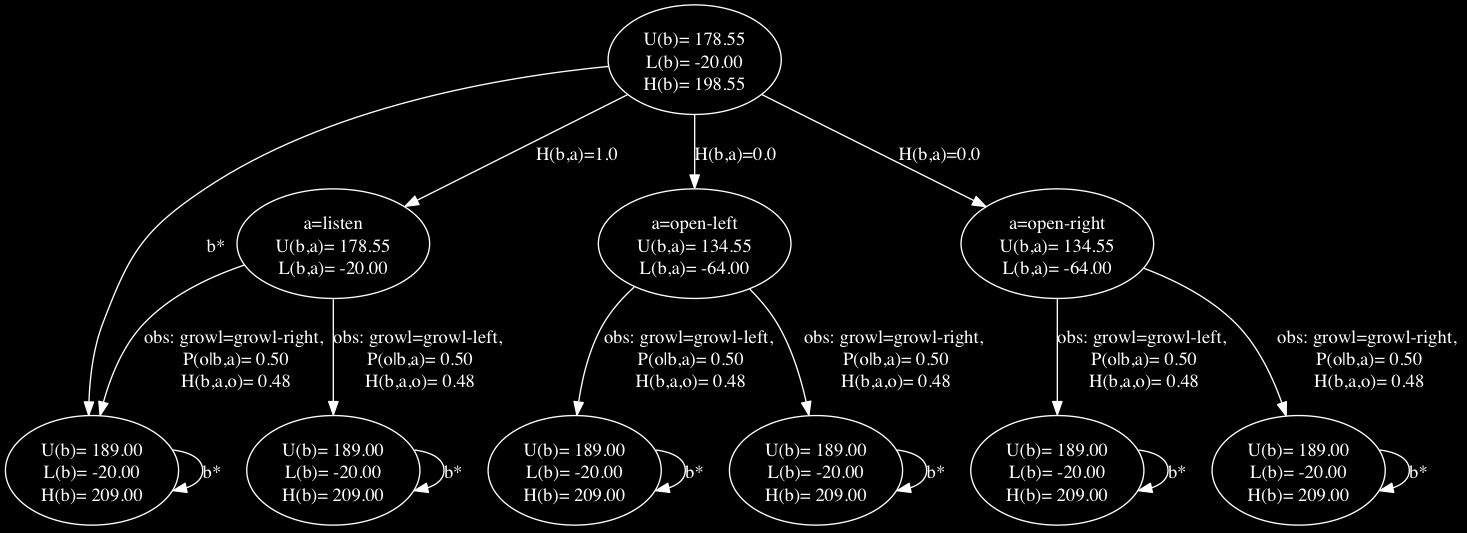 U(b)= 178.55
L(b)= -20.00
H(b)= 198.55
H(b,a)=1.0
H(b,a)=0.0
H(b,a)=0.0
a=listen
U(b,a)= 178.55
L(b,a)= -20.00
a=open-left
U(b,a)= 134.55
L(b,a)= -64.00
a=open-right
U(b,a)= 134.55
L(b,a)= -64.00
b*
obs: growl=growl-right,
P(o|b,a)= 0.50
H(b,a,o)= 0.48
obs: growl=growl-left,
P(o|b,a)= 0.50
H(b,a,o)= 0.48
obs: growl=growl-left,
P(o|b,a)= 0.50
H(b,a,o)= 0.48
obs: growl=growl-right,
P(o|b,a)= 0.50
H(b,a,o)= 0.48
obs: growl=growl-left,
P(o|b,a)= 0.50
H(b,a,o)= 0.48
obs: growl=growl-right,
P(o|b,a)= 0.50
H(b,a,o)= 0.48
U(b)= 189.00
L(b)= -20.00
H(b)= 209.00
b*
U(b)= 189.00
L(b)= -20.00
H(b)= 209.00
b*
U(b)= 189.00
L(b)= -20.00
H(b)= 209.00
b*
U(b)= 189.00
L(b)= -20.00
H(b)= 209.00
b*
U(b)= 189.00
L(b)= -20.00
H(b)= 209.00
b*
U(b)= 189.00
L(b)= -20.00
H(b)= 209.00
b*